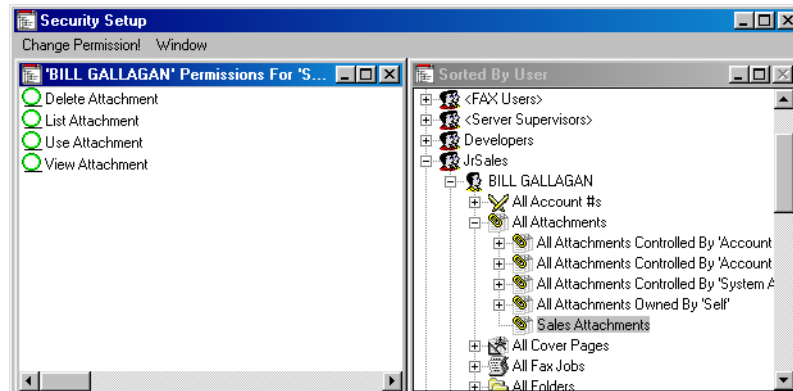 Security Setup
Change Permission! Window
'BILL GALLAGAN' Permissions For 'S...
Delete Attachment
List Attachment
Use Attachment
View Attachment
Sorted By User
<FAX Users>
<Server Supervisors>
Developers
JrSales
BILL GALLAGAN
All Account #s
All Attachments
All Attachments Controlled By 'Account
All Attachments Controlled By 'Account
All Attachments Controlled By 'System A
All Attachments Owned By 'Self'
Sales Attachments
All Cover Pages
All Fax Jobs
All Folders